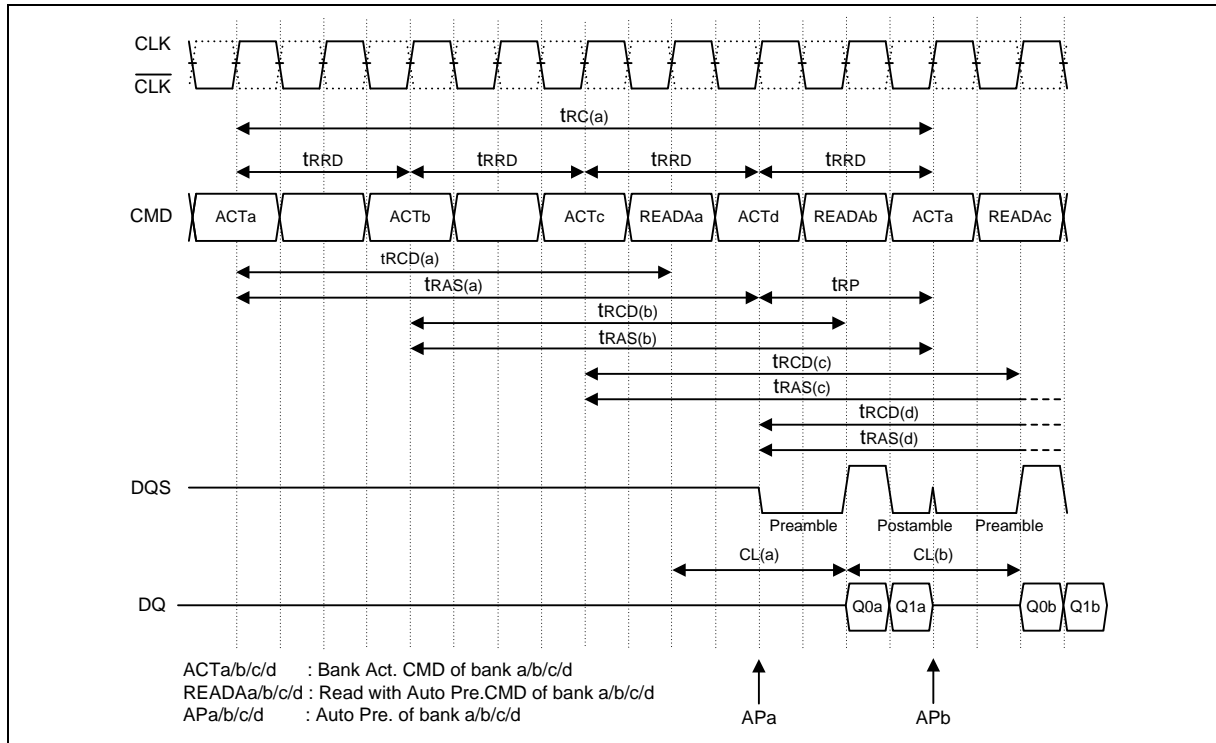 CLK
CLK
tRC(a)
tRRD tRRD tRRD tRRD
CMD ACTa ACTb ACTc READAa ACTd READAb ACTa READAc
tRCD(a)
tRAS(a) tRP
tRCD(b)
tRAS(b)
tRCD(c)
tRAS(c)
tRCD(d)
tRAS(d)
DQS
Preamble Postamble Preamble
CL(a) CL(b)
DQ Q0a Q1a Q0b Q1b
ACTa/b/c/d : Bank Act. CMD of bank a/b/c/d
READAa/b/c/d : Read with Auto Pre.CMD of bank a/b/c/d
APa/b/c/d : Auto Pre. of bank a/b/c/d
APa APb